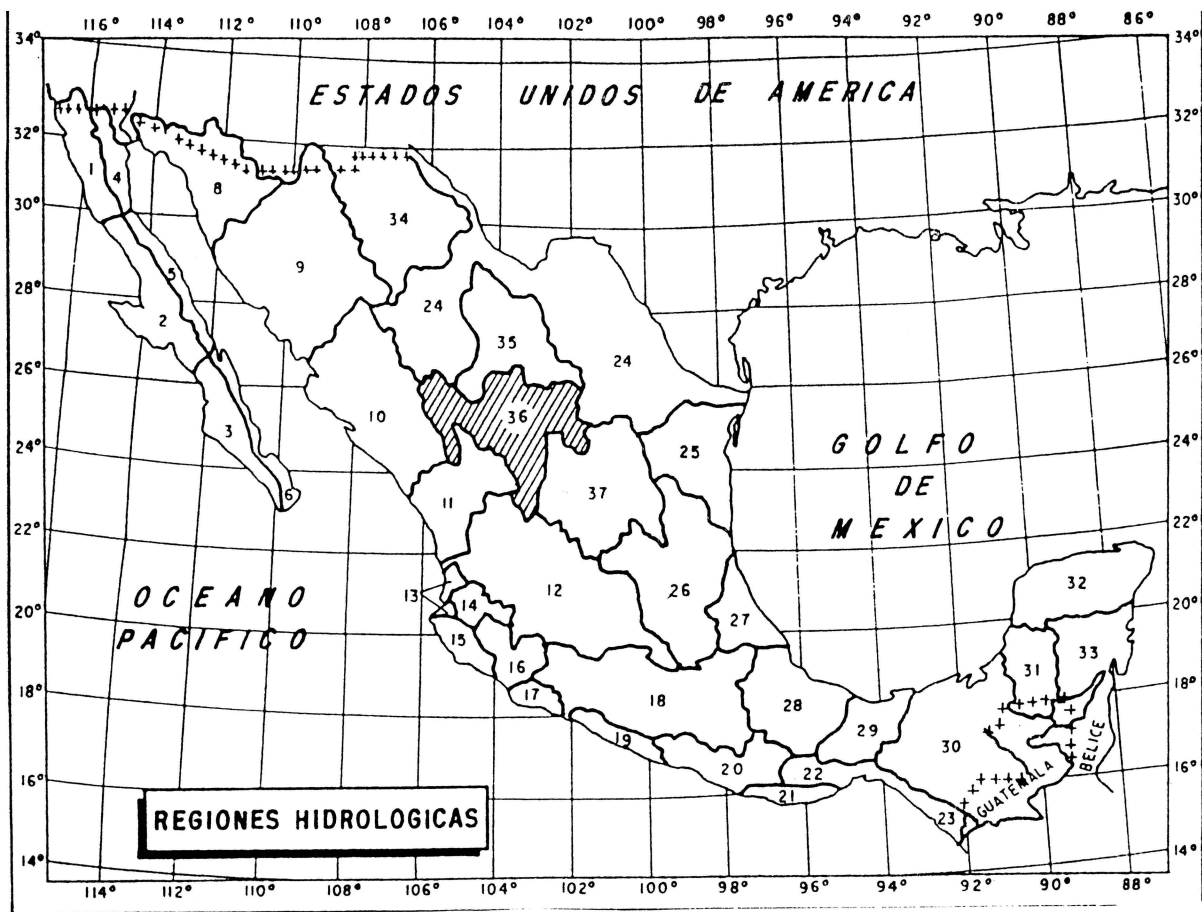 116° 114° 112° 110° 108° 106° 104° 102° 100° 98° 96° 94° 92° 90° 88° 86°
34° 34°
ESTADOS UNIDOS DE AMERICA
32° 32°
1 4 8
30° 34 30°
9
5
28° 24 28°
2
35
26° 24 26°
10 36
3
24° 25 GOLFO 24°
DE
37
6 11
22° MEXICO 22°
32
12
OCEANO 13 14 26
20° 27 20°
PACIFICO 15 33
16 31
18° 17 18 28 18°
29
19 30 BELICE
16° 20 22 16°
21 GUATEMALA
REGIONES HIDROLOGICAS 23
14° 14°
114° 112° 110° 108° 106° 104° 102° 100° 98° 96° 94° 92° 90° 88°